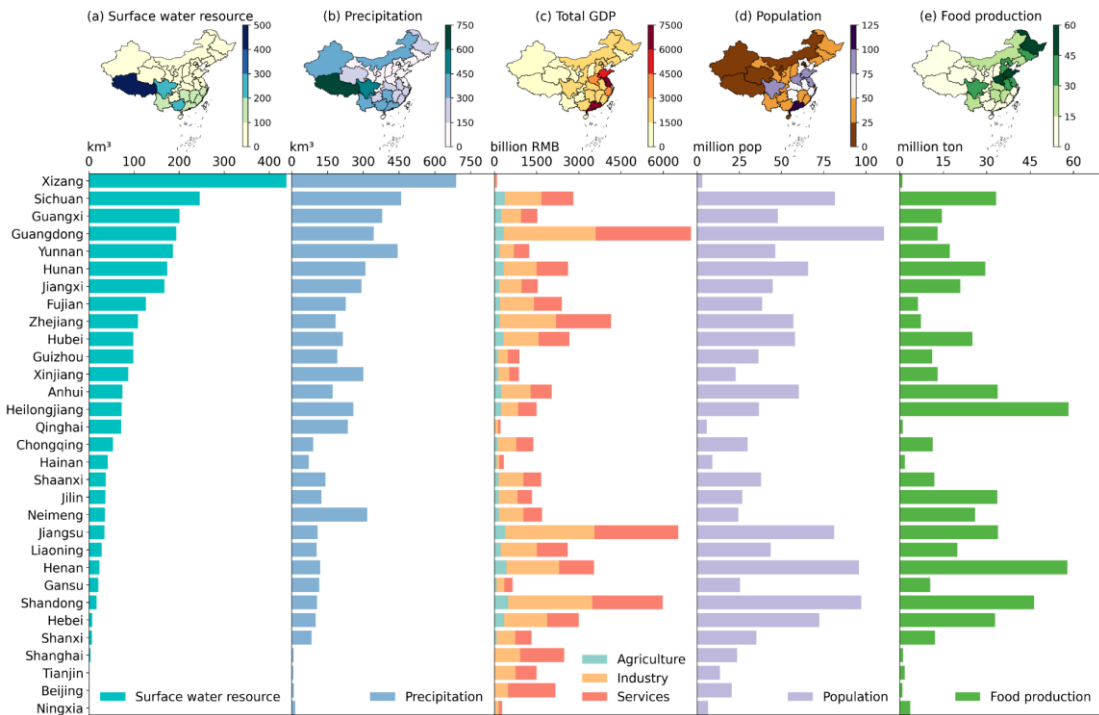 (a) Surface water resource (b) Precipitation (c) Total GDP (d) Population (e) Food production
500 750 7500 125 60
400 600 6000 100 45
300 450 4500 75 30
200 300 3000 50 15
100 150 1500 25 0
0 0 0 0
km³ km³ billion RMB million pop million ton
0 100 200 300 400 0 150 300 450 600 750 0 1500 3000 4500 6000 0 25 50 75 100 0 15 30 45 60
Xizang
Sichuan
Guangxi
Guangdong
Yunnan
Hunan
Jiangxi
Fujian
Zhejiang
Hubei
Guizhou
Xinjiang
Anhui
Heilongjiang
Qinghai
Chongqing
Hainan
Shaanxi
Jilin
Neimeng
Jiangsu
Liaoning
Henan
Gansu
Shandong
Hebei
Shanxi
Shanghai
Tianjin
Beijing
Ningxia
Surface water resource
Precipitation
Agriculture
Industry
Services
Population
Food production